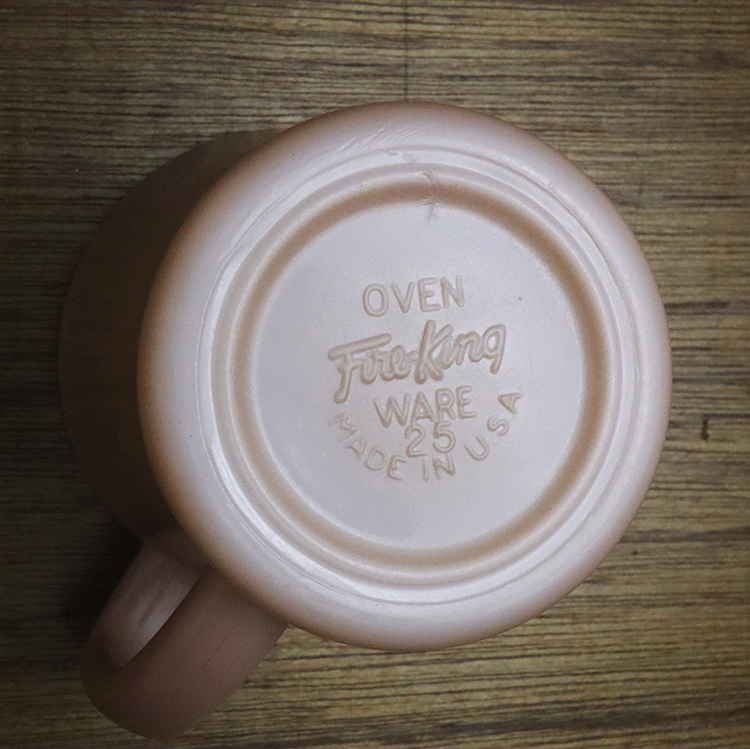 OVEN
Fire-King
WARE
25
MADE IN USA